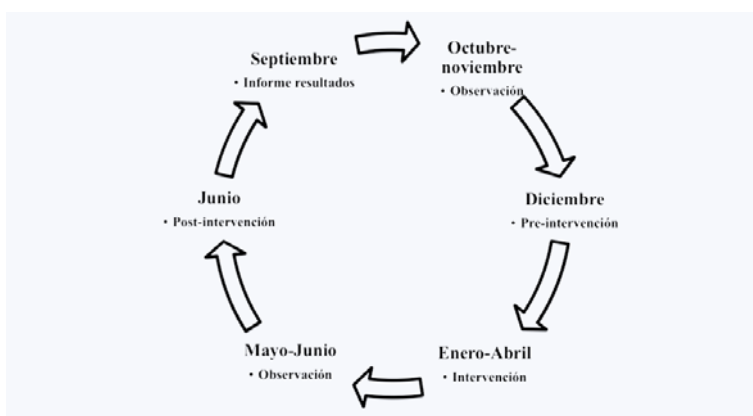 Septiembre
• Informe resultados
Octubre-
noviembre
• Observación
Diciembre
• Pre-intervención
Enero-Abril
• Intervención
Mayo-Junio
• Observación
Junio
• Post-intervención